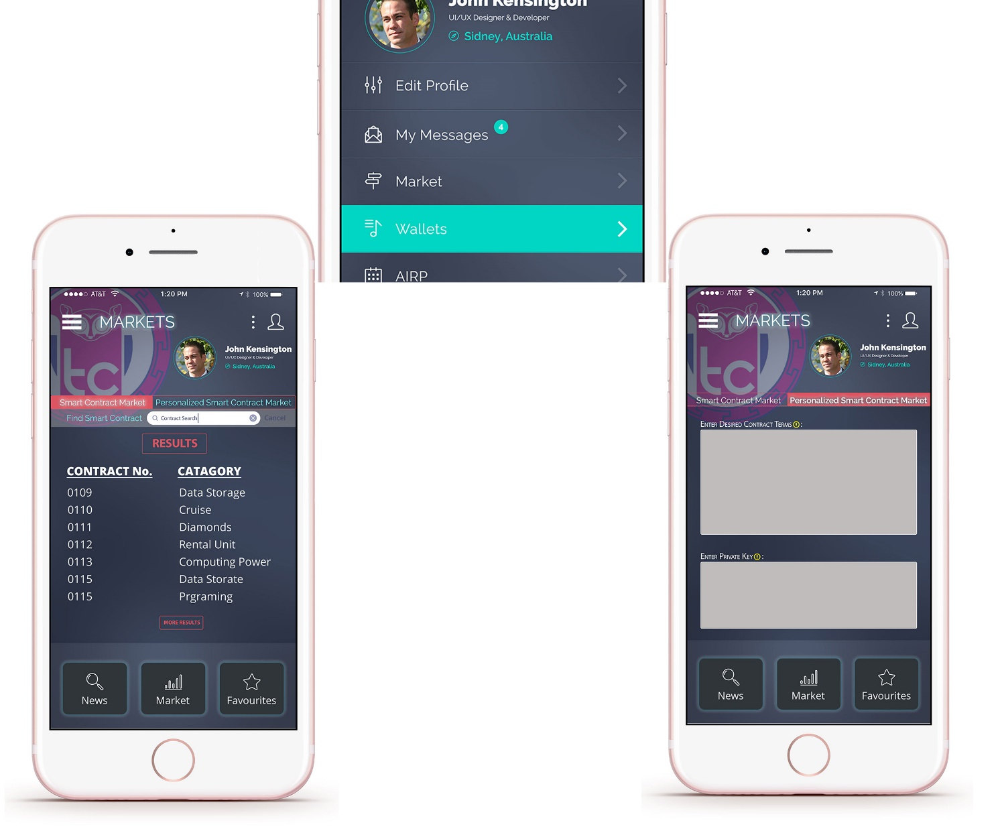 John Kensington
UI/UX Designer & Developer
Sidney, Australia
Edit Profile
My Messages 4
Market
Wallets
AIRP
AT&T 1:20 PM 100%
MARKETS
tc
John Kensington
UI/UX Designer & Developer
Sidney, Australia
Smart Contract Market Personalized Smart Contract Market
Find Smart Contract Contract Search Cancel
RESULTS
CONTRACT No. CATAGORY
0109 Data Storage
0110 Cruise
0111 Diamonds
0112 Rental Unit
0113 Computing Power
0115 Data Storate
0115 Prgraming
MORE RESULTS
News Market Favourites
AT&T 1:20 PM 100%
MARKETS
tc
John Kensington
UI/UX Designer & Developer
Sidney, Australia
Smart Contract Market Personalized Smart Contract Market
Enter Desired Contract Terms :
Enter Private Key :
News Market Favourites